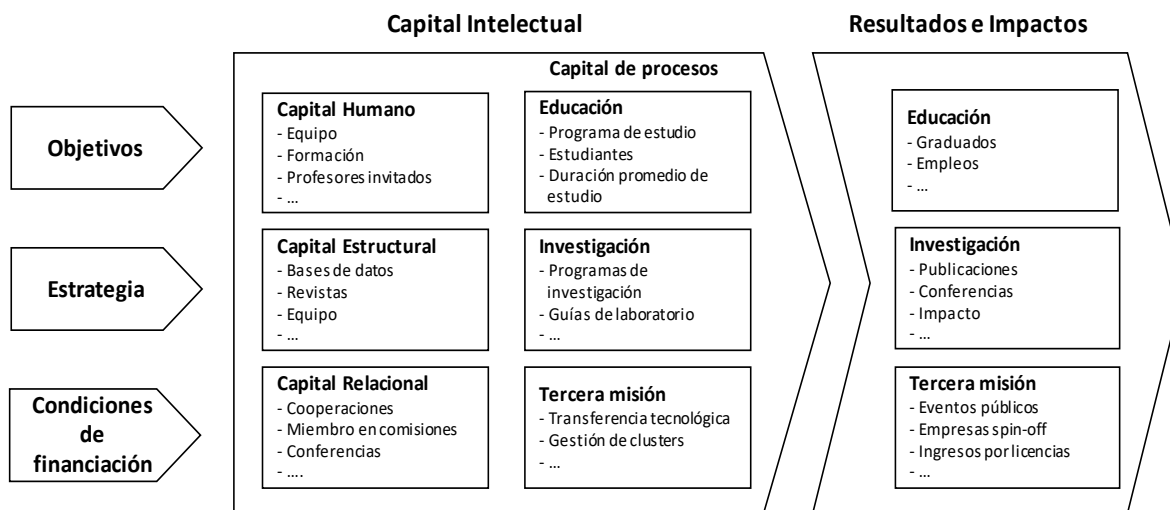 Capital Intelectual
Resultados e Impactos
Capital de procesos
Objetivos
Capital Humano
- Equipo
- Formación
- Profesores invitados
- ...
Educación
- Programa de estudio
- Estudiantes
- Duración promedio de
estudio
Educación
- Graduados
- Empleos
- ...
Estrategia
Capital Estructural
- Bases de datos
- Revistas
- Equipo
- ...
Investigación
- Programas de
investigación
- Guías de laboratorio
- ...
Investigación
- Publicaciones
- Conferencias
- Impacto
- ...
Condiciones
de
financiación
Capital Relacional
- Cooperaciones
- Miembro en comisiones
- Conferencias
- ....
Tercera misión
- Transferencia tecnológica
- Gestión de clusters
- ...
Tercera misión
- Eventos públicos
- Empresas spin-off
- Ingresos por licencias
- ...